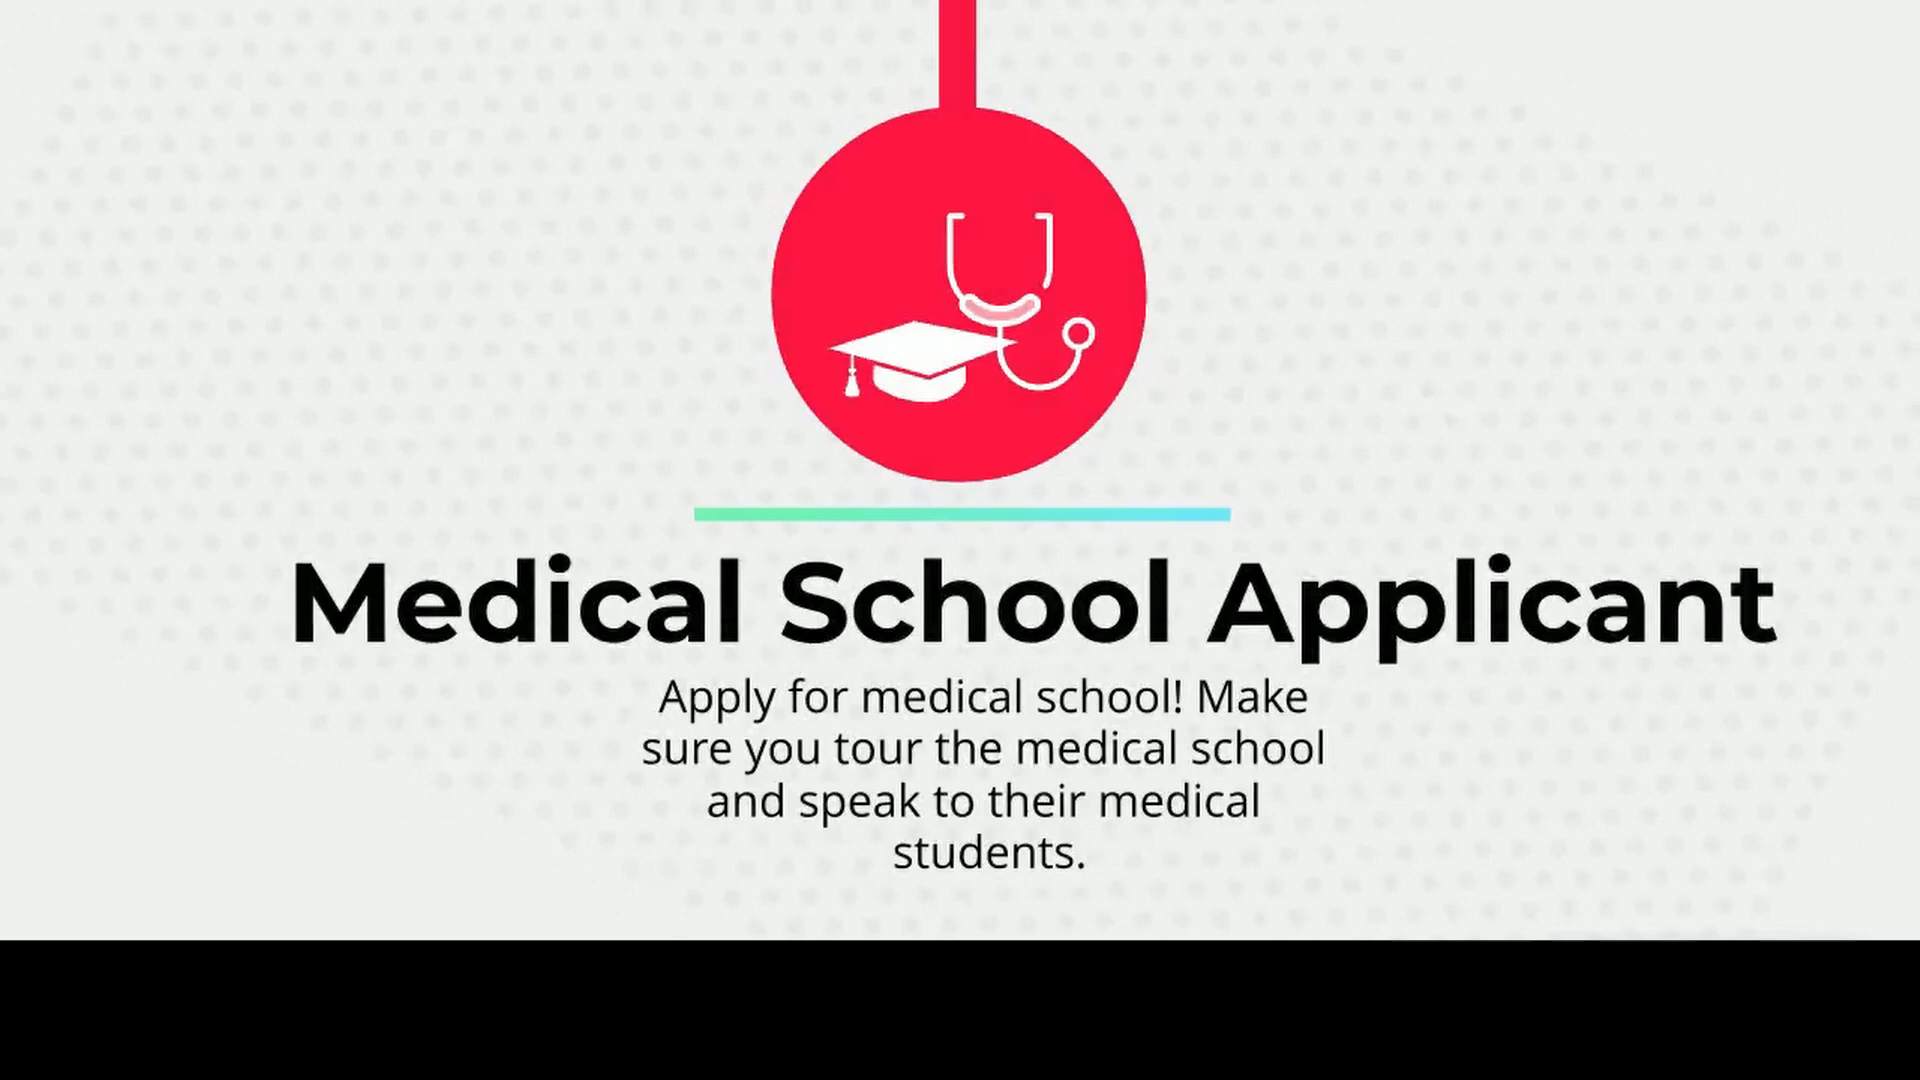 Medical School Applicant
Apply for medical school! Make
sure you tour the medical school
and speak to their medical
students.